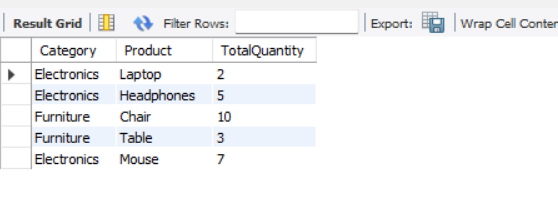 Result Grid Filter Rows: Export: Wrap Cell Conten
Category Product TotalQuantity
Electronics Laptop 2
Electronics Headphones 5
Furniture Chair 10
Furniture Table 3
Electronics Mouse 7